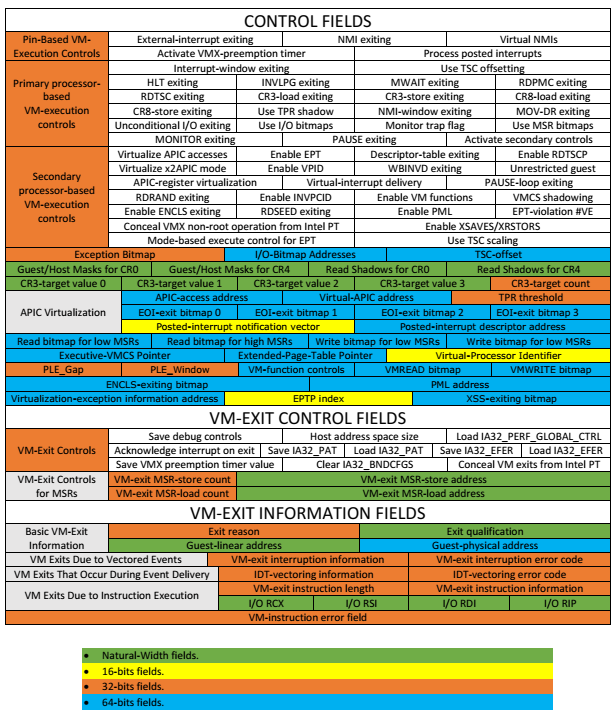 CONTROL FIELDS
Pin-Based VM-Execution Controls
External-interrupt exiting NMI exiting Virtual NMIs
Activate VMX-preemption timer Process posted interrupts
Primary processor-based VM-execution controls
Interrupt-window exiting Use TSC offsetting
HLT exiting INVLPG exiting MWAIT exiting RDPMC exiting
RDTSC exiting CR3-load exiting CR3-store exiting CR8-load exiting
CR8-store exiting Use TPR shadow NMI-window exiting MOV-DR exiting
Unconditional I/O exiting Use I/O bitmaps Monitor trap flag Use MSR bitmaps
MONITOR exiting PAUSE exiting Activate secondary controls
Secondary processor-based VM-execution controls
Virtualize APIC accesses Enable EPT Descriptor-table exiting Enable RDTSCP
Virtualize x2APIC mode Enable VPID WBINVD exiting Unrestricted guest
APIC-register virtualization Virtual-interrupt delivery PAUSE-loop exiting
RDRAND exiting Enable INVPCID Enable VM functions VMCS shadowing
Enable ENCLS exiting RDSEED exiting Enable PML EPT-violation #VE
Conceal VMX non-root operation from Intel PT Enable XSAVES/XRSTORS
Mode-based execute control for EPT Use TSC scaling
Exception Bitmap I/O-Bitmap Addresses TSC-offset
Guest/Host Masks for CR0 Guest/Host Masks for CR4 Read Shadows for CR0 Read Shadows for CR4
CR3-target value 0 CR3-target value 1 CR3-target value 2 CR3-target value 3 CR3-target count
APIC Virtualization
APIC-access address Virtual-APIC address TPR threshold
EOI-exit bitmap 0 EOI-exit bitmap 1 EOI-exit bitmap 2 EOI-exit bitmap 3
Posted-interrupt notification vector Posted-interrupt descriptor address
Read bitmap for low MSRs Read bitmap for high MSRs Write bitmap for low MSRs Write bitmap for low MSRs
Executive-VMCS Pointer Extended-Page-Table Pointer Virtual-Processor Identifier
PLE_Gap PLE_Window VM-function controls VMREAD bitmap VMWRITE bitmap
ENCLS-exiting bitmap PML address
Virtualization-exception information address EPTP index XSS-exiting bitmap
VM-EXIT CONTROL FIELDS
VM-Exit Controls
Save debug controls Host address space size Load IA32_PERF_GLOBAL_CTRL
Acknowledge interrupt on exit Save IA32_PAT Load IA32_PAT Save IA32_EFER Load IA32_EFER
Save VMX preemption timer value Clear IA32_BNDCFGS Conceal VM exits from Intel PT
VM-Exit Controls for MSRs
VM-exit MSR-store count VM-exit MSR-store address
VM-exit MSR-load count VM-exit MSR-load address
VM-EXIT INFORMATION FIELDS
Basic VM-Exit Information
Exit reason Exit qualification
Guest-linear address Guest-physical address
VM Exits Due to Vectored Events VM-exit interruption information VM-exit interruption error code
VM Exits That Occur During Event Delivery IDT-vectoring information IDT-vectoring error code
VM Exits Due to Instruction Execution VM-exit instruction length VM-exit instruction information
I/O RCX I/O RSI I/O RDI I/O RIP
VM-instruction error field
• Natural-Width fields.
• 16-bits fields.
• 32-bits fields.
• 64-bits fields.